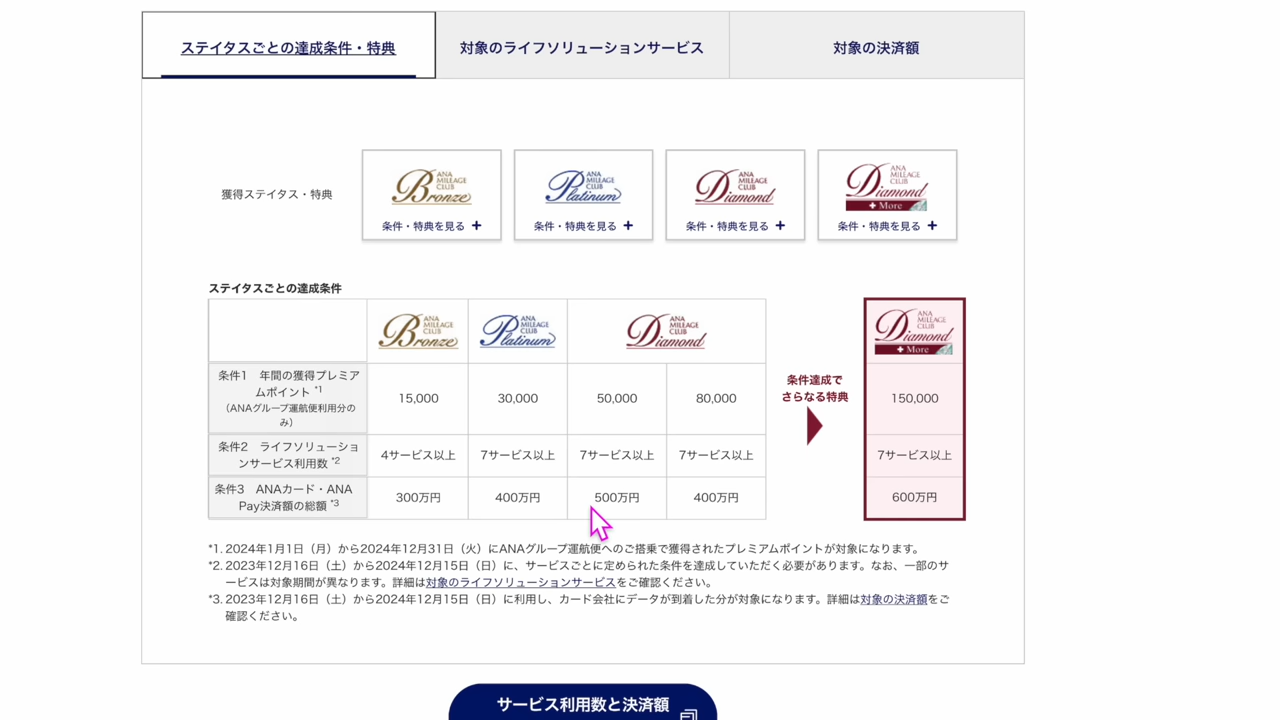 ステイタスごとの達成条件・特典
対象のライフソリューションサービス
対象の決済額
獲得ステイタス・特典
ANA MILEAGE CLUB Bronze
条件・特典を見る +
ANA MILEAGE CLUB Platinum
条件・特典を見る +
ANA MILEAGE CLUB Diamond
条件・特典を見る +
ANA MILEAGE CLUB Diamond + More
条件・特典を見る +
ステイタスごとの達成条件
ANA MILEAGE CLUB Bronze
ANA MILEAGE CLUB Platinum
ANA MILEAGE CLUB Diamond
ANA MILEAGE CLUB Diamond + More
条件1 年間の獲得プレミア
ムポイント *1
（ANAグループ運航便利用分の
み）
15,000
30,000
50,000
80,000
条件達成で
さらなる特典
150,000
条件2 ライフソリューショ
ンサービス利用数 *2
4サービス以上
7サービス以上
7サービス以上
7サービス以上
7サービス以上
条件3 ANAカード・ANA
Pay決済額の総額 *3
300万円
400万円
500万円
400万円
600万円
*1. 2024年1月1日（月）から2024年12月31日（火）にANAグループ運航便へのご搭乗で獲得されたプレミアムポイントが対象になります。
*2. 2023年12月16日（土）から2024年12月15日（日）に、サービスごとに定められた条件を達成していただく必要があります。なお、一部のサ
ービスは対象期間が異なります。詳細は対象のライフソリューションサービスをご確認ください。
*3. 2023年12月16日（土）から2024年12月15日（日）に利用し、カード会社にデータが到着した分が対象になります。詳細は対象の決済額をご
確認ください。
サービス利用数と決済額